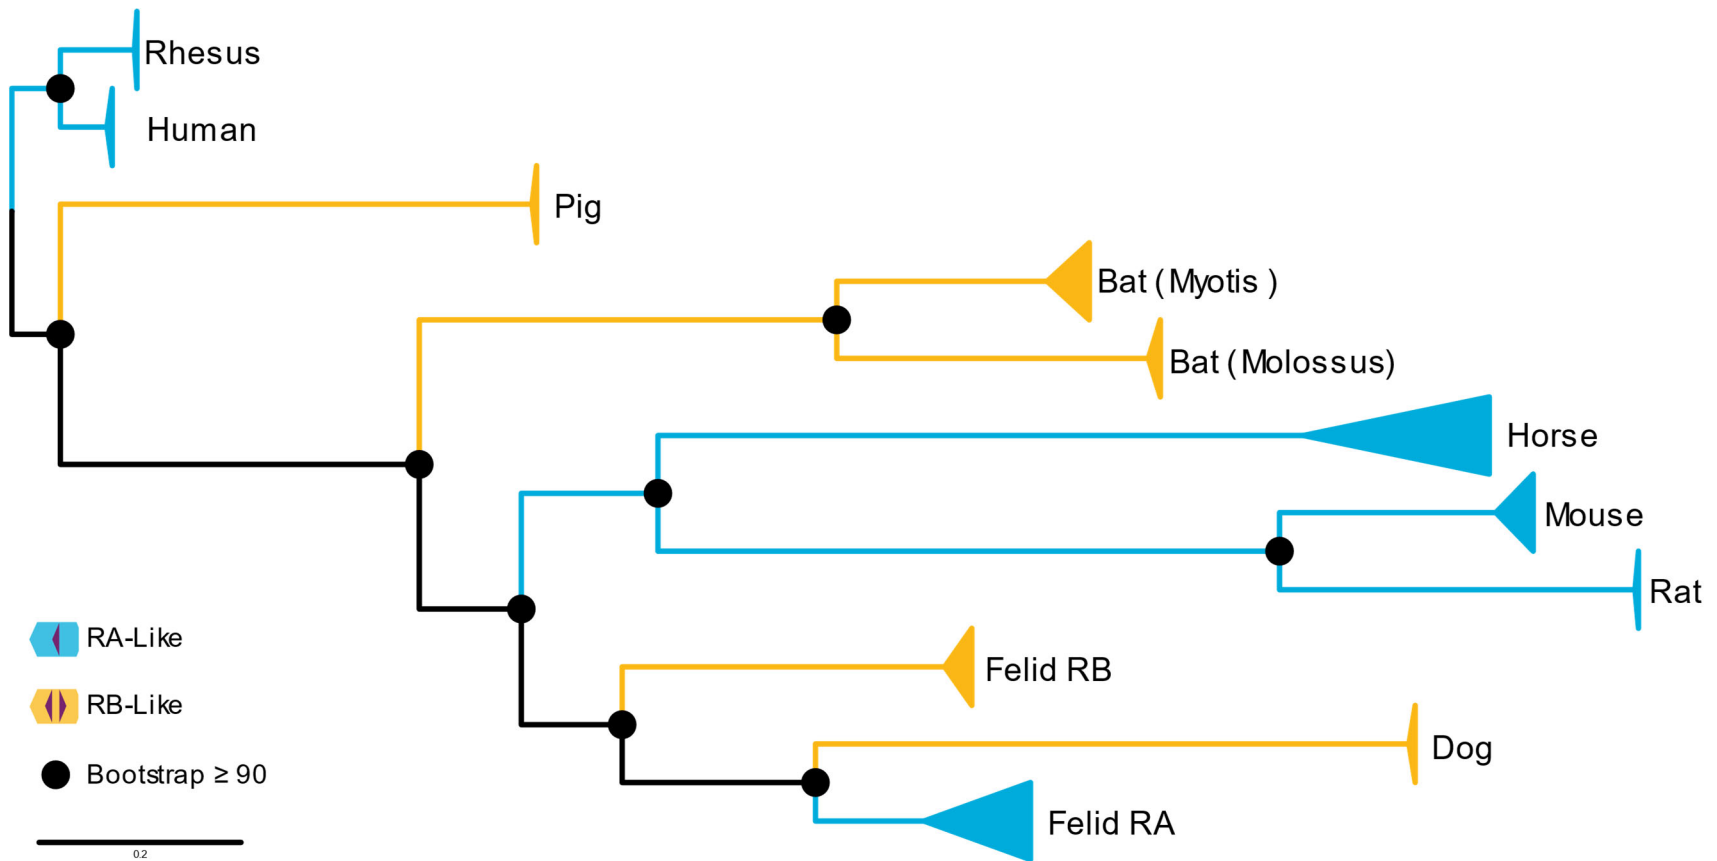 Rhesus
Human
Pig
Bat (Myotis )
Bat (Molossus)
Horse
Mouse
Rat
RA-Like
Felid RB
RB-Like
Dog
Bootstrap ≥ 90
Felid RA
0.2